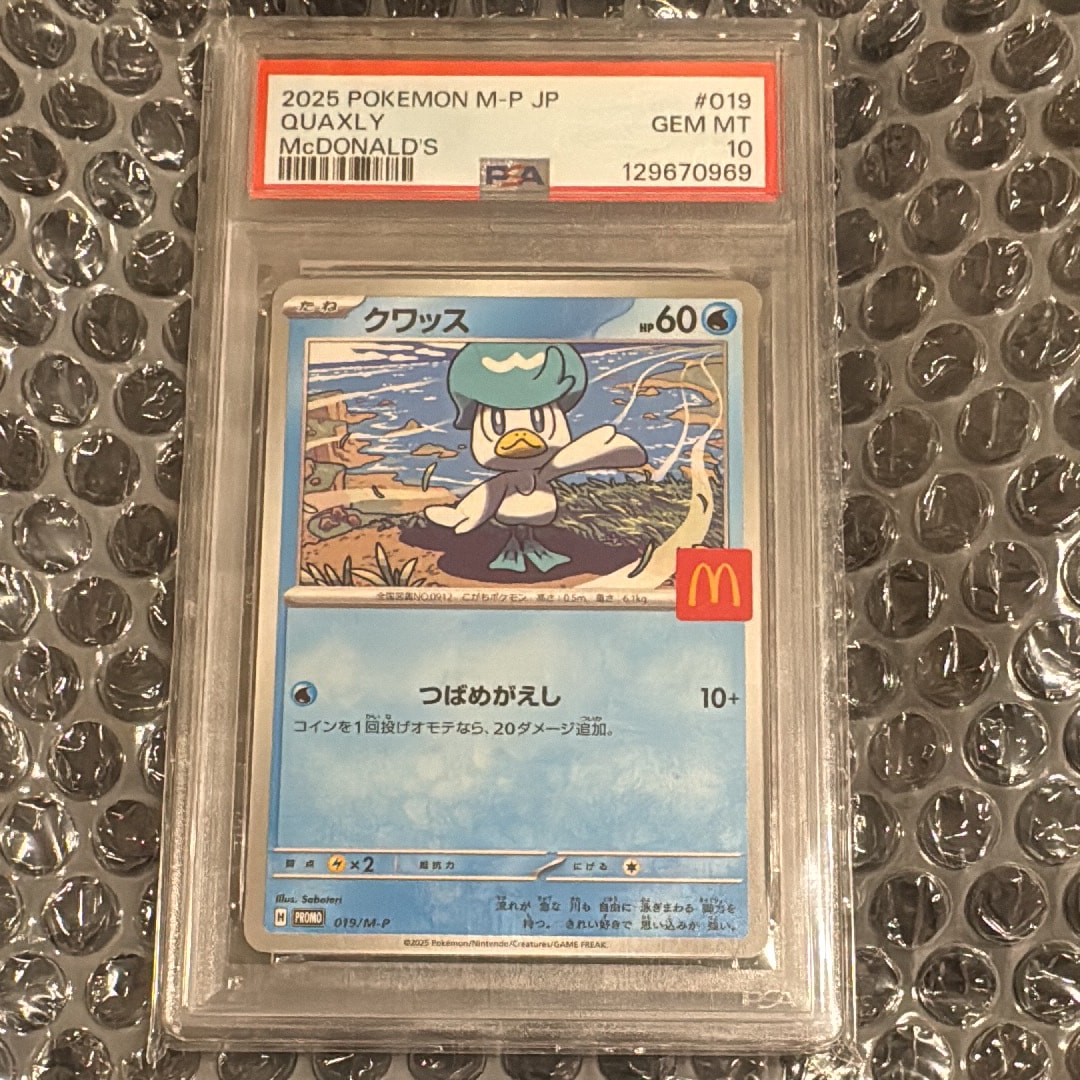 2025 POKEMON M-P JP #019
QUAXLY GEM MT
McDONALD'S 10
129670969
PSA
たね クワッス HP60
全国図鑑NO.0912 こがもポケモン 高さ:0.5m 重さ:6.1kg
つばめがえし 10+
コインを1回投げオモテなら、20ダメージ追加。
弱点 ×2 抵抗力 にげる
Illus. Saboteri
H PROMO 019/M-P
流れが 急な 川も 自由に 泳ぎまわる 脚力を
持つ。きれい好きで 思い込みが 強い。
©2025 Pokémon/Nintendo/Creatures/GAME FREAK
PSA